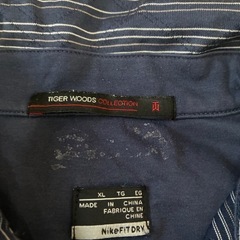 TIGER WOODS COLLECTION
XL TG EG
MADE IN CHINA
FABRIQUE EN
CHINE
NIKEFITDRY